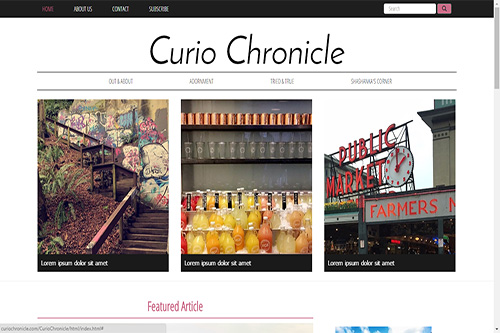 HOME ABOUT US CONTACT SUBSCRIBE Search
Curio Chronicle
OUT & ABOUT ADORNMENT TRIED & TRUE SHASHANKA'S CORNER
PUBLIC
MARKET
FARMERS M
Lorem ipsum dolor sit amet Lorem ipsum dolor sit amet Lorem ipsum dolor sit amet
Featured Article
curiochronicle.com/CurioChronicle/html/index.html#